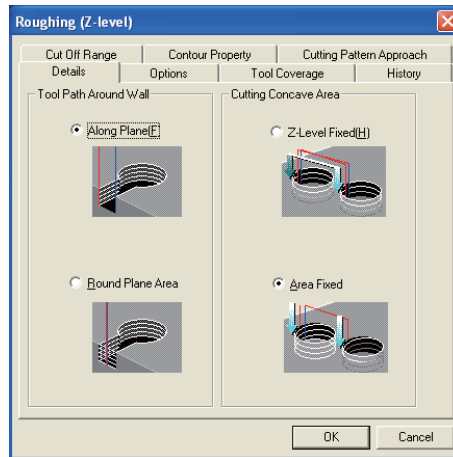 Roughing (Z-level)
Cut Off Range Contour Property Cutting Pattern Approach
Details Options Tool Coverage History
Tool Path Around Wall
Along Plane(F)
Round Plane Area
Cutting Concave Area
Z-Level Fixed(H)
Area Fixed
OK Cancel